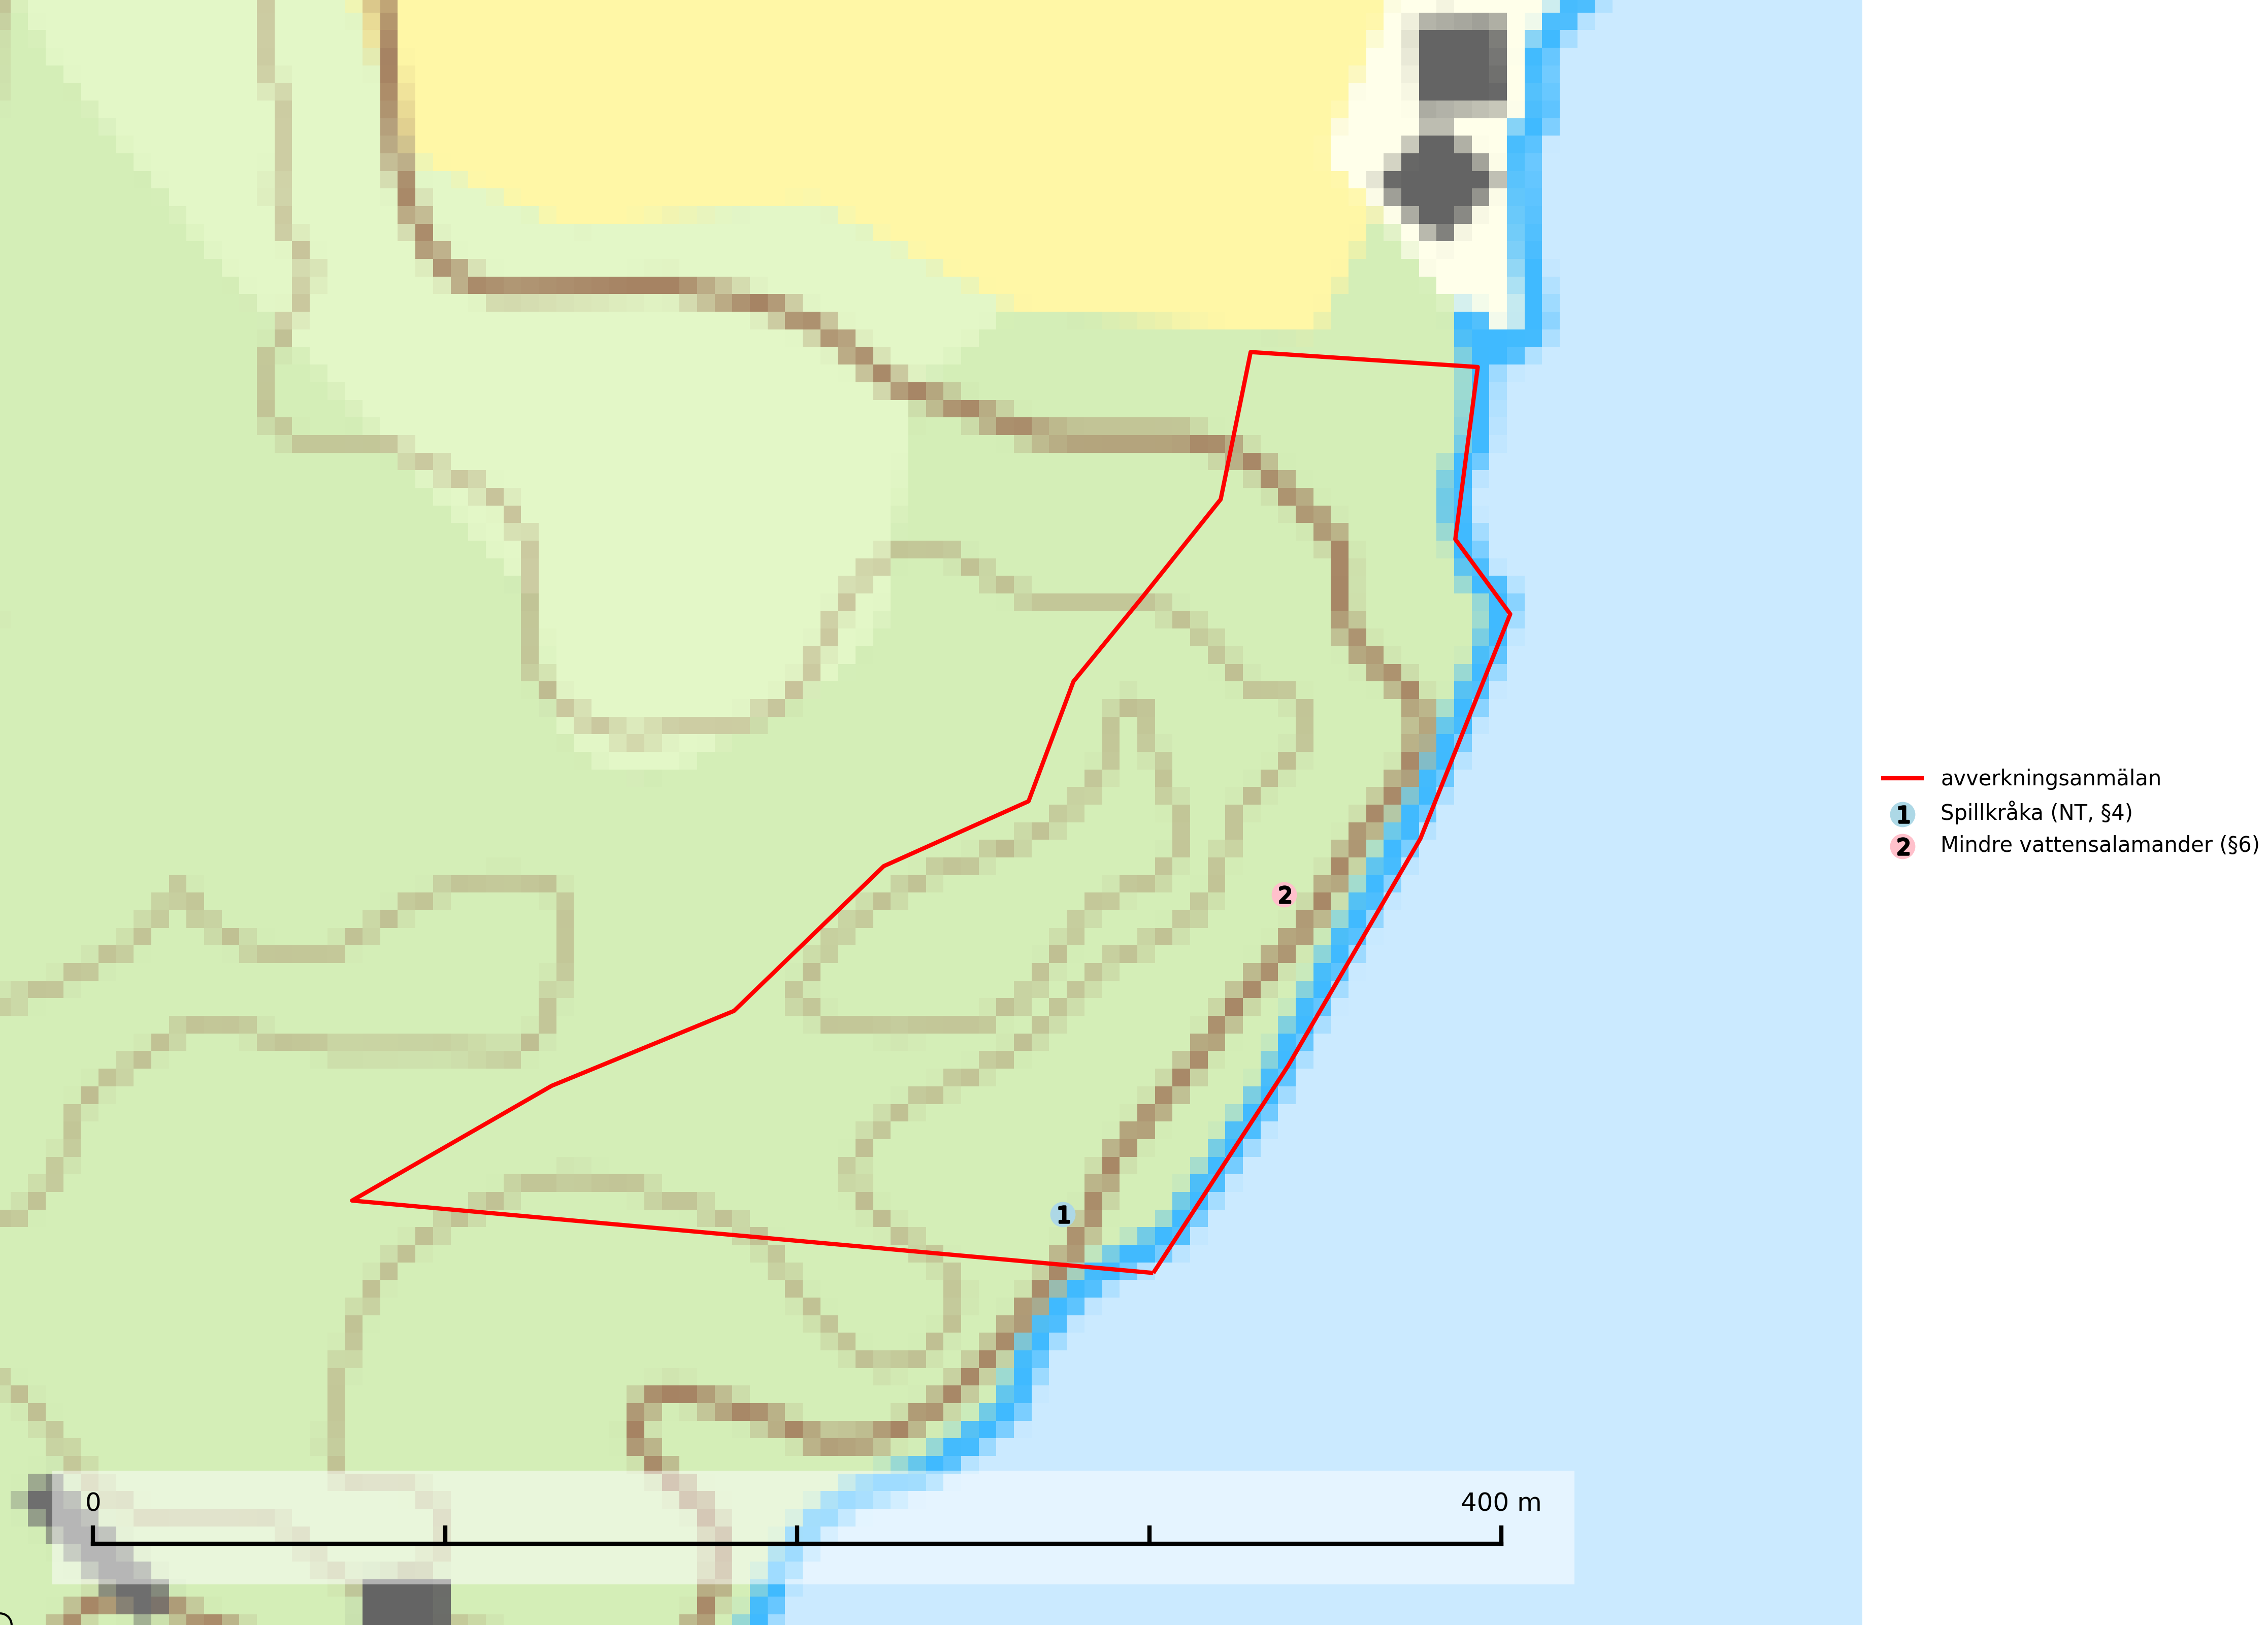 avverkningsanmälan
1 Spillkråka (NT, §4)
2 Mindre vattensalamander (§6)
2
1
0 400 m